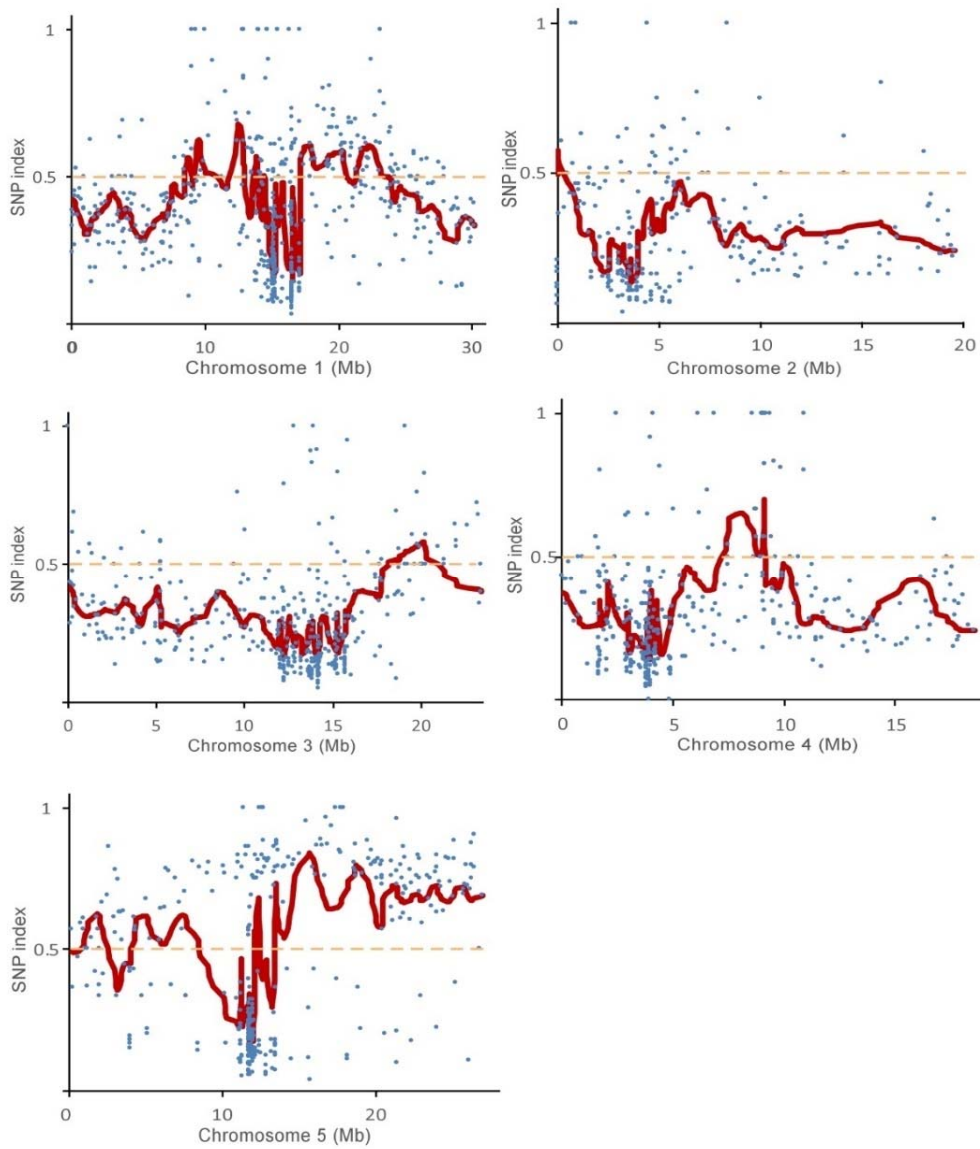 1
SNP index
0.5
0 10 20 30
Chromosome 1 (Mb)
1
SNP index
0.5
0 5 10 15 20
Chromosome 2 (Mb)
1
SNP index
0.5
0 5 10 15 20
Chromosome 3 (Mb)
1
SNP index
0.5
0 5 10 15
Chromosome 4 (Mb)
1
SNP index
0.5
0 10 20
Chromosome 5 (Mb)